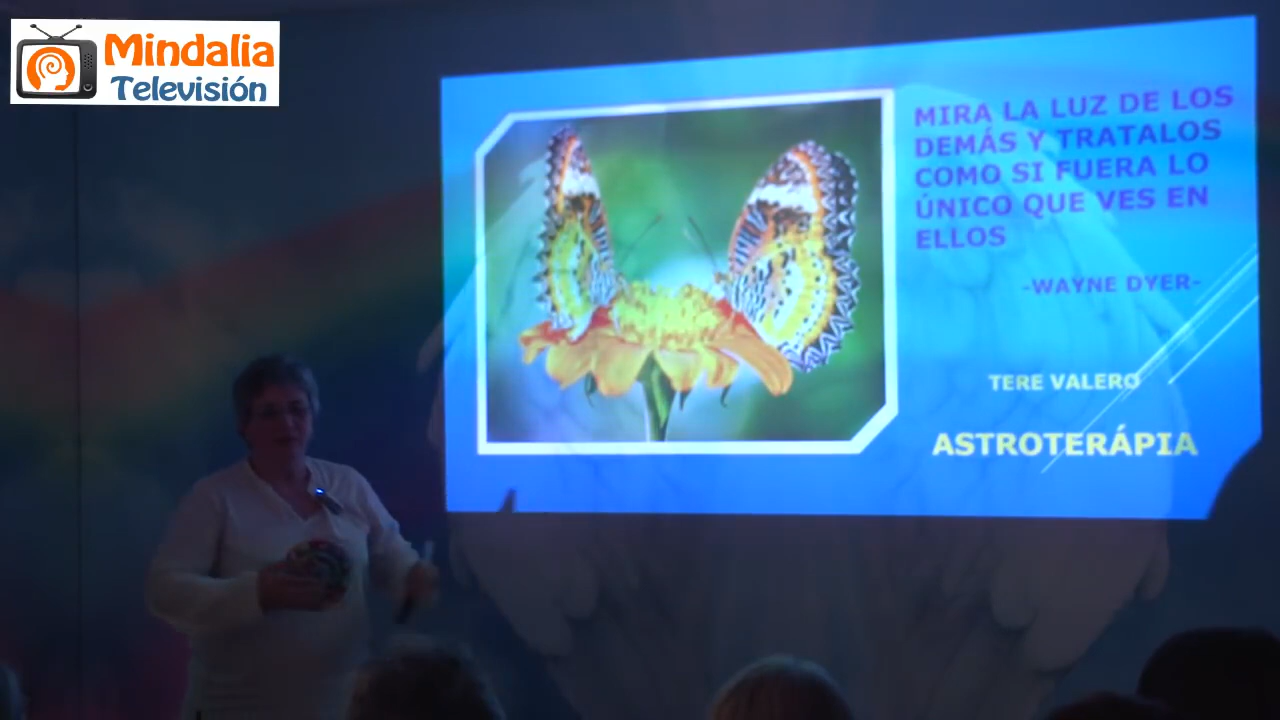 Mindalia
Televisión
MIRA LA LUZ DE LOS
DEMÁS Y TRATALOS
COMO SI FUERA LO
ÚNICO QUE VES EN
ELLOS
-WAYNE DYER-
TERE VALERO
ASTROTERÁPIA